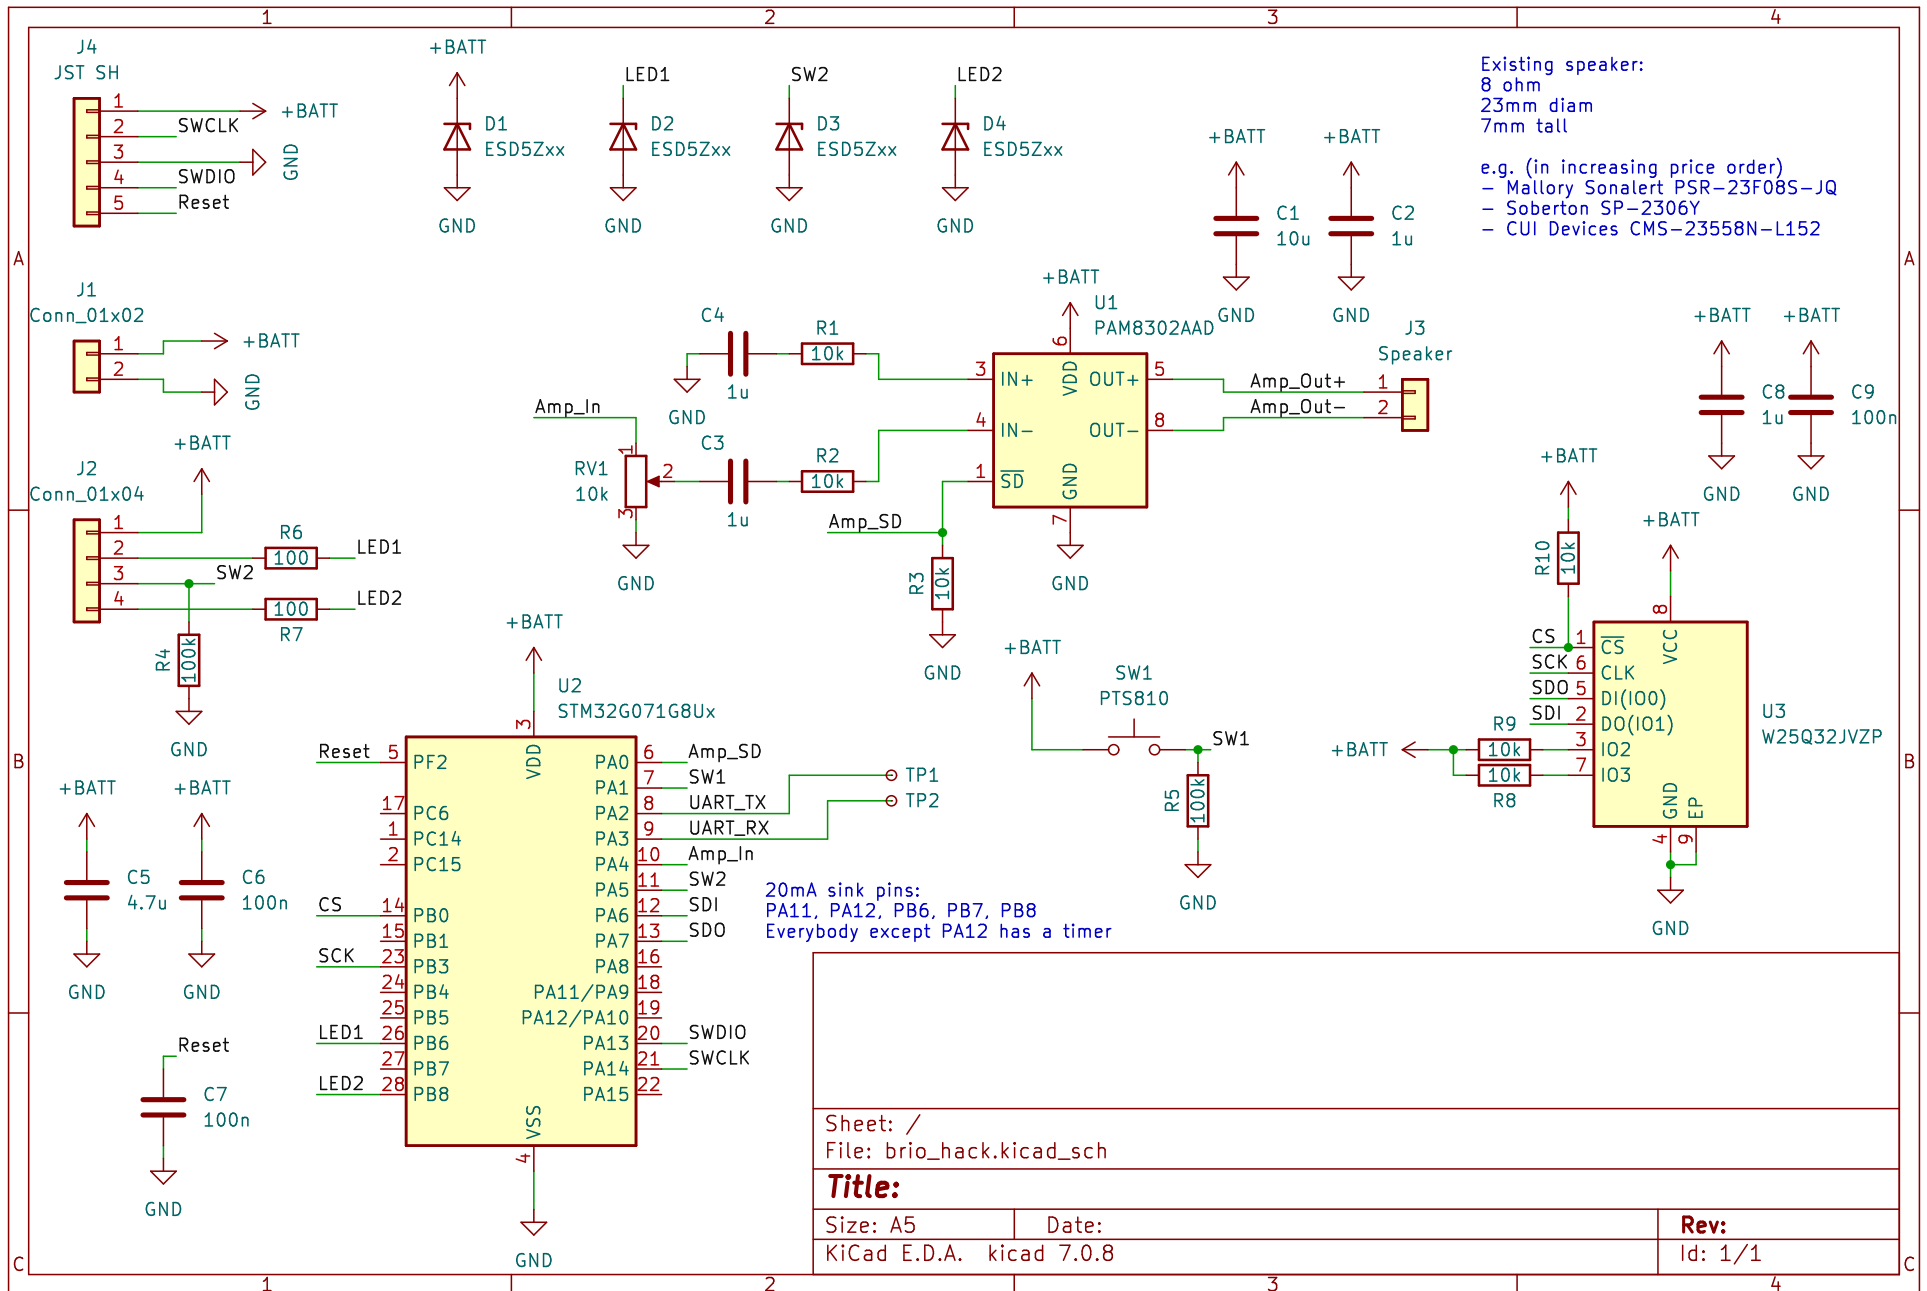 1 2 3 4
A
B
C
J4
JST SH
1
2
3
4
5
+BATT
SWCLK
GND
SWDIO
Reset
+BATT
D1
ESD5Zxx
GND
LED1
D2
ESD5Zxx
GND
SW2
D3
ESD5Zxx
GND
LED2
D4
ESD5Zxx
GND
Existing speaker:
8 ohm
23mm diam
7mm tall
e.g. (in increasing price order)
- Mallory Sonalert PSR-23F08S-JQ
- Soberton SP-2306Y
- CUI Devices CMS-23558N-L152
+BATT
C1
10u
GND
+BATT
C2
1u
GND
J1
Conn_01x02
1
2
+BATT
GND
C4
1u
GND
R1
10k
Amp_In
RV1
10k
1
2
3
GND
C3
1u
R2
10k
+BATT
U1
PAM8302AAD
6
VDD
3 IN+
4 IN-
1 SD
OUT+ 5
OUT- 8
GND
7
GND
Amp_SD
R3
10k
GND
Amp_Out+
Amp_Out-
J3
Speaker
1
2
+BATT
C8
1u
GND
+BATT
C9
100n
GND
J2
Conn_01x04
1
2
3
4
+BATT
R6
100
LED1
SW2
R7
100
LED2
R4
100k
GND
+BATT
R10
10k
+BATT
8
VCC
CS 1 CS
SCK 6 CLK
SDO 5 DI(IO0)
SDI 2 DO(IO1)
3 IO2
7 IO3
GND
EP
4
9
GND
U3
W25Q32JVZP
+BATT
R9
10k
10k
R8
+BATT
SW1
PTS810
SW1
R5
100k
GND
+BATT
U2
STM32G071G8Ux
3
VDD
Reset 5 PF2
17 PC6
1 PC14
2 PC15
CS 14 PB0
15 PB1
SCK 23 PB3
24 PB4
25 PB5
LED1 26 PB6
27 PB7
LED2 28 PB8
PA0 6 Amp_SD
PA1 7 SW1
PA2 8 UART_TX
PA3 9 UART_RX
PA4 10 Amp_In
PA5 11 SW2
PA6 12 SDI
PA7 13 SDO
PA8 16
PA11/PA9 18
PA12/PA10 19
PA13 20 SWDIO
PA14 21 SWCLK
PA15 22
VSS
4
GND
TP1
TP2
20mA sink pins:
PA11, PA12, PB6, PB7, PB8
Everybody except PA12 has a timer
+BATT
C5
4.7u
GND
+BATT
C6
100n
GND
Reset
C7
100n
GND
Sheet: /
File: brio_hack.kicad_sch
Title:
Size: A5 Date: Rev:
KiCad E.D.A. kicad 7.0.8 Id: 1/1
A
B
C
1 2 3 4